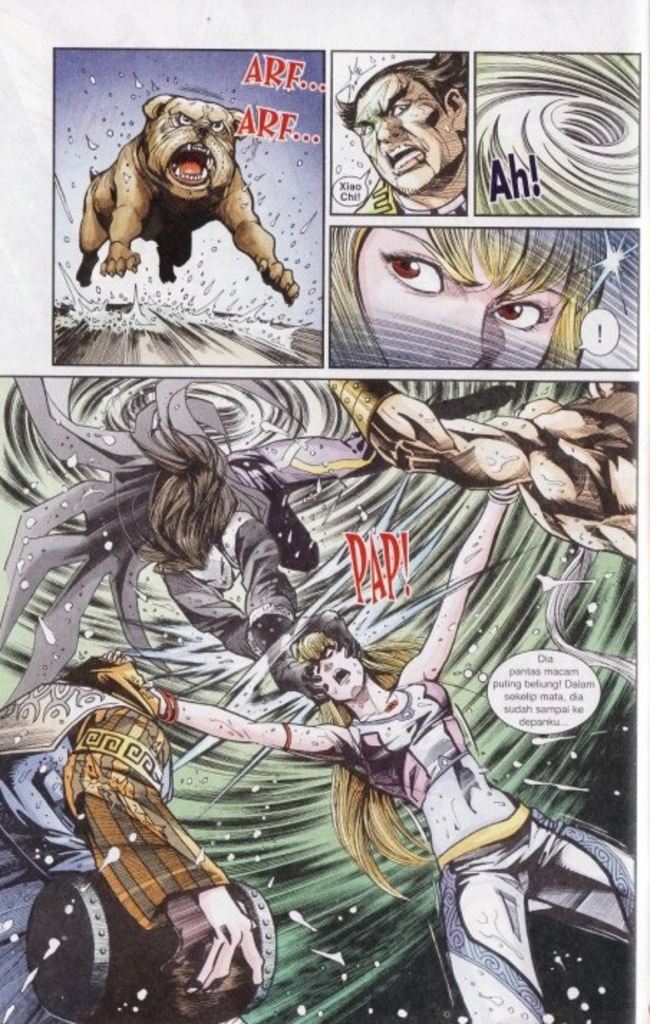 ARF...
ARF...
Xiao
Chi!
Ah!
!
PAP!
Dia
pantas macam
puting beliung! Dalam
sekelip mata, dia
sudah sampai ke
depanku...